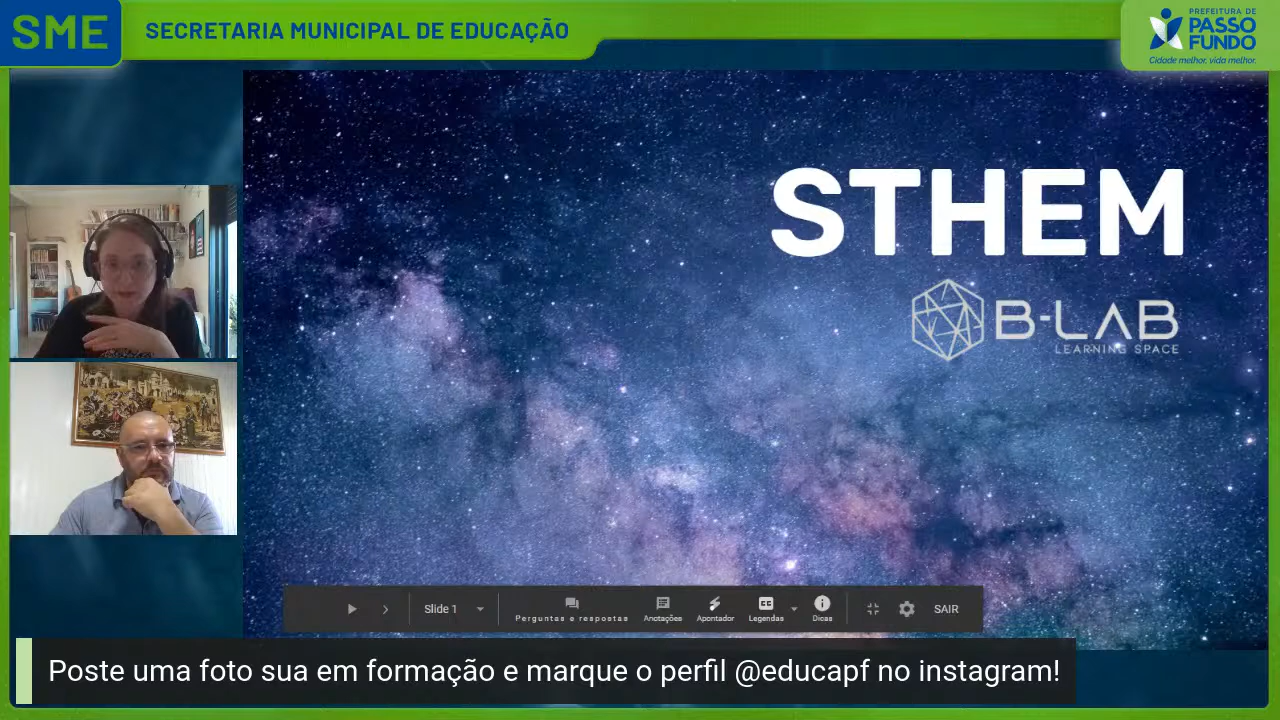 SME
SECRETARIA MUNICIPAL DE EDUCAÇÃO
PREFEITURA DE
PASSO
FUNDO
Cidade melhor, vida melhor.
STHEM
B-LAB
LEARNING SPACE
Slide 1
Perguntas e respostas
Anotações
Apontador
Legendas
Dicas
SAIR
Poste uma foto sua em formação e marque o perfil @educapf no instagram!